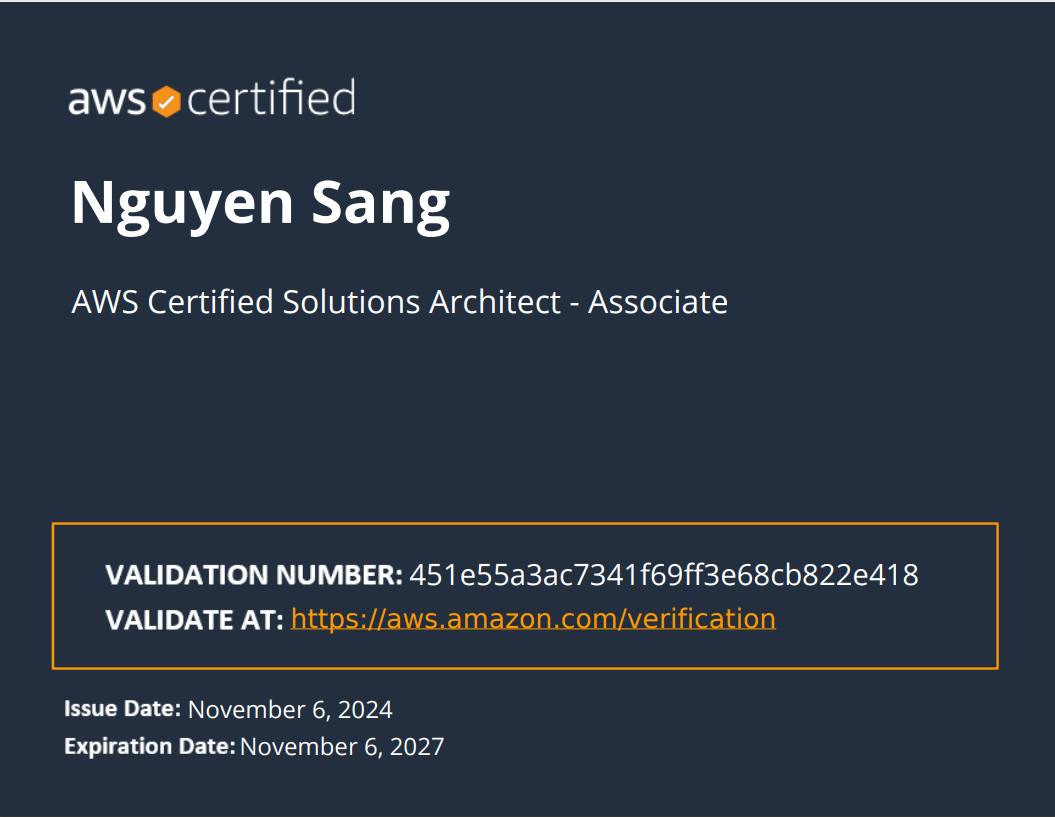 aws certified
Nguyen Sang
AWS Certified Solutions Architect - Associate
VALIDATION NUMBER: 451e55a3ac7341f69ff3e68cb822e418
VALIDATE AT: https://aws.amazon.com/verification
Issue Date: November 6, 2024
Expiration Date: November 6, 2027